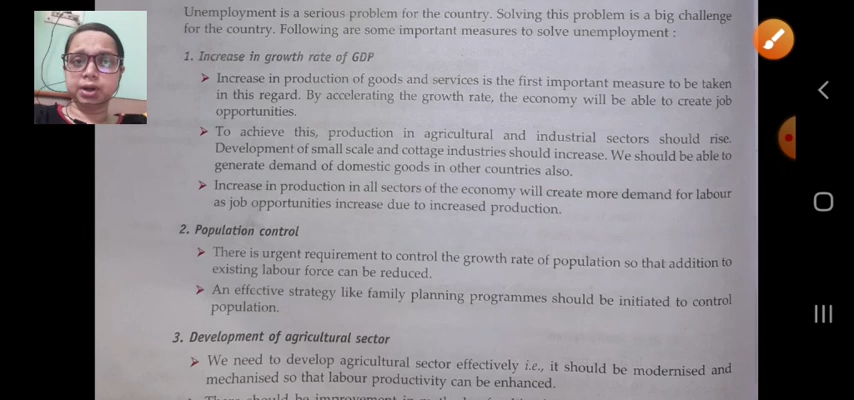 Unemployment is a serious problem for the country. Solving this problem is a big challenge
for the country. Following are some important measures to solve unemployment :
1. Increase in growth rate of GDP
➤ Increase in production of goods and services is the first important measure to be taken
in this regard. By accelerating the growth rate, the economy will be able to create job
opportunities.
➤ To achieve this, production in agricultural and industrial sectors should rise.
Development of small scale and cottage industries should increase. We should be able to
generate demand of domestic goods in other countries also.
➤ Increase in production in all sectors of the economy will create more demand for labour
as job opportunities increase due to increased production.
2. Population control
➤ There is urgent requirement to control the growth rate of population so that addition to
existing labour force can be reduced.
➤ An effective strategy like family planning programmes should be initiated to control
population.
3. Development of agricultural sector
➤ We need to develop agricultural sector effectively i.e., it should be modernised and
mechanised so that labour productivity can be enhanced.
There should be improvement in